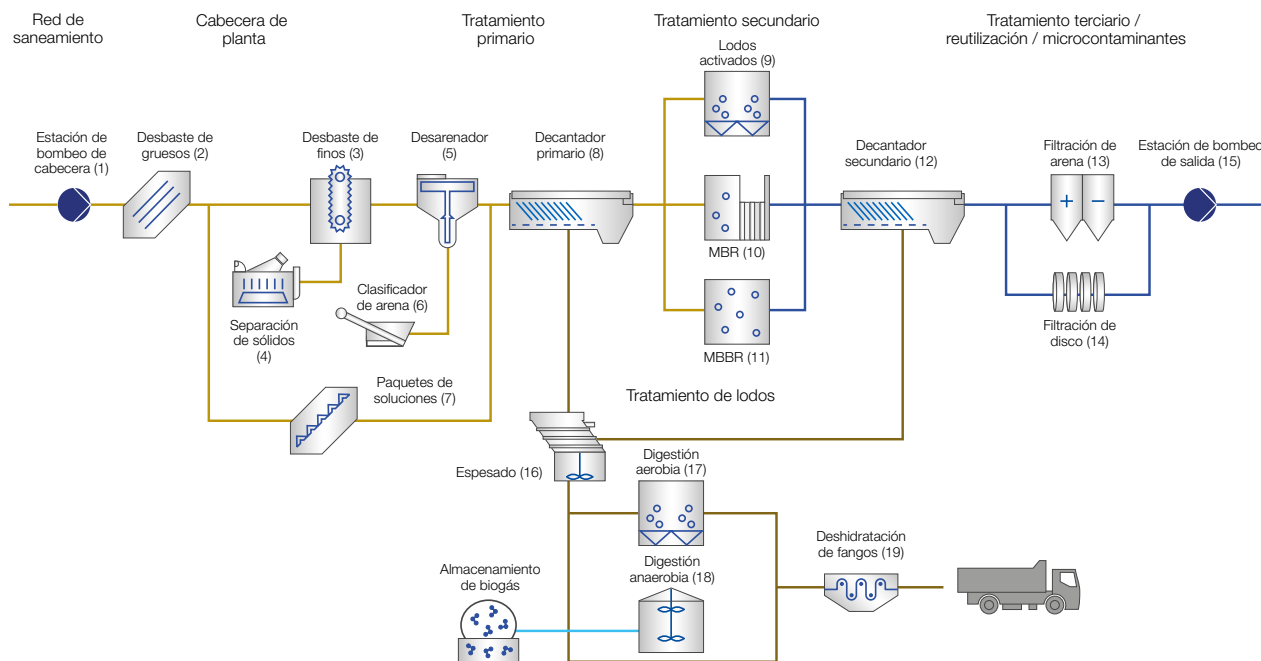 Red de
saneamiento
Cabecera de
planta
Tratamiento
primario
Tratamiento secundario
Tratamiento terciario /
reutilización / microcontaminantes
Lodos
activados (9)
Estación de
bombeo de
cabecera (1)
Desbaste de
gruesos (2)
Desbaste de
finos (3)
Desarenador
(5)
Decantador
primario (8)
Decantador
secundario (12)
Filtración de
arena (13)
Estación de bombeo
de salida (15)
MBR (10)
Clasificador
de arena (6)
Separación
de sólidos
(4)
Filtración de
disco (14)
MBBR (11)
Paquetes de
soluciones (7)
Tratamiento de lodos
Espesado (16)
Digestión
aerobia (17)
Deshidratación
de fangos (19)
Digestión
anaerobia (18)
Almacenamiento
de biogás